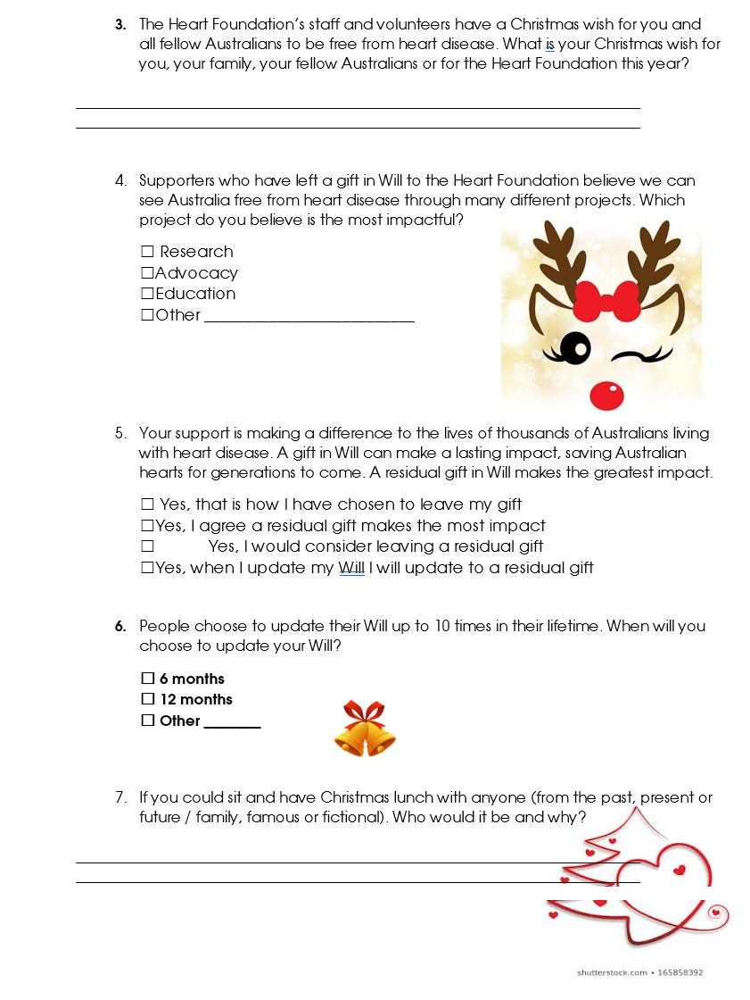 3. The Heart Foundation's staff and volunteers have a Christmas wish for you and
all fellow Australians to be free from heart disease. What is your Christmas wish for
you, your family, your fellow Australians or for the Heart Foundation this year?
4. Supporters who have left a gift in Will to the Heart Foundation believe we can
see Australia free from heart disease through many different projects. Which
project do you believe is the most impactful?
☐ Research
☐Advocacy
☐Education
☐Other _________________________
5. Your support is making a difference to the lives of thousands of Australians living
with heart disease. A gift in Will can make a lasting impact, saving Australian
hearts for generations to come. A residual gift in Will makes the greatest impact.
☐ Yes, that is how I have chosen to leave my gift
☐Yes, I agree a residual gift makes the most impact
☐ Yes, I would consider leaving a residual gift
☐Yes, when I update my Will I will update to a residual gift
6. People choose to update their Will up to 10 times in their lifetime. When will you
choose to update your Will?
☐ 6 months
☐ 12 months
☐ Other _______
7. If you could sit and have Christmas lunch with anyone (from the past, present or
future / family, famous or fictional). Who would it be and why?
shutterstock.com • 165858392